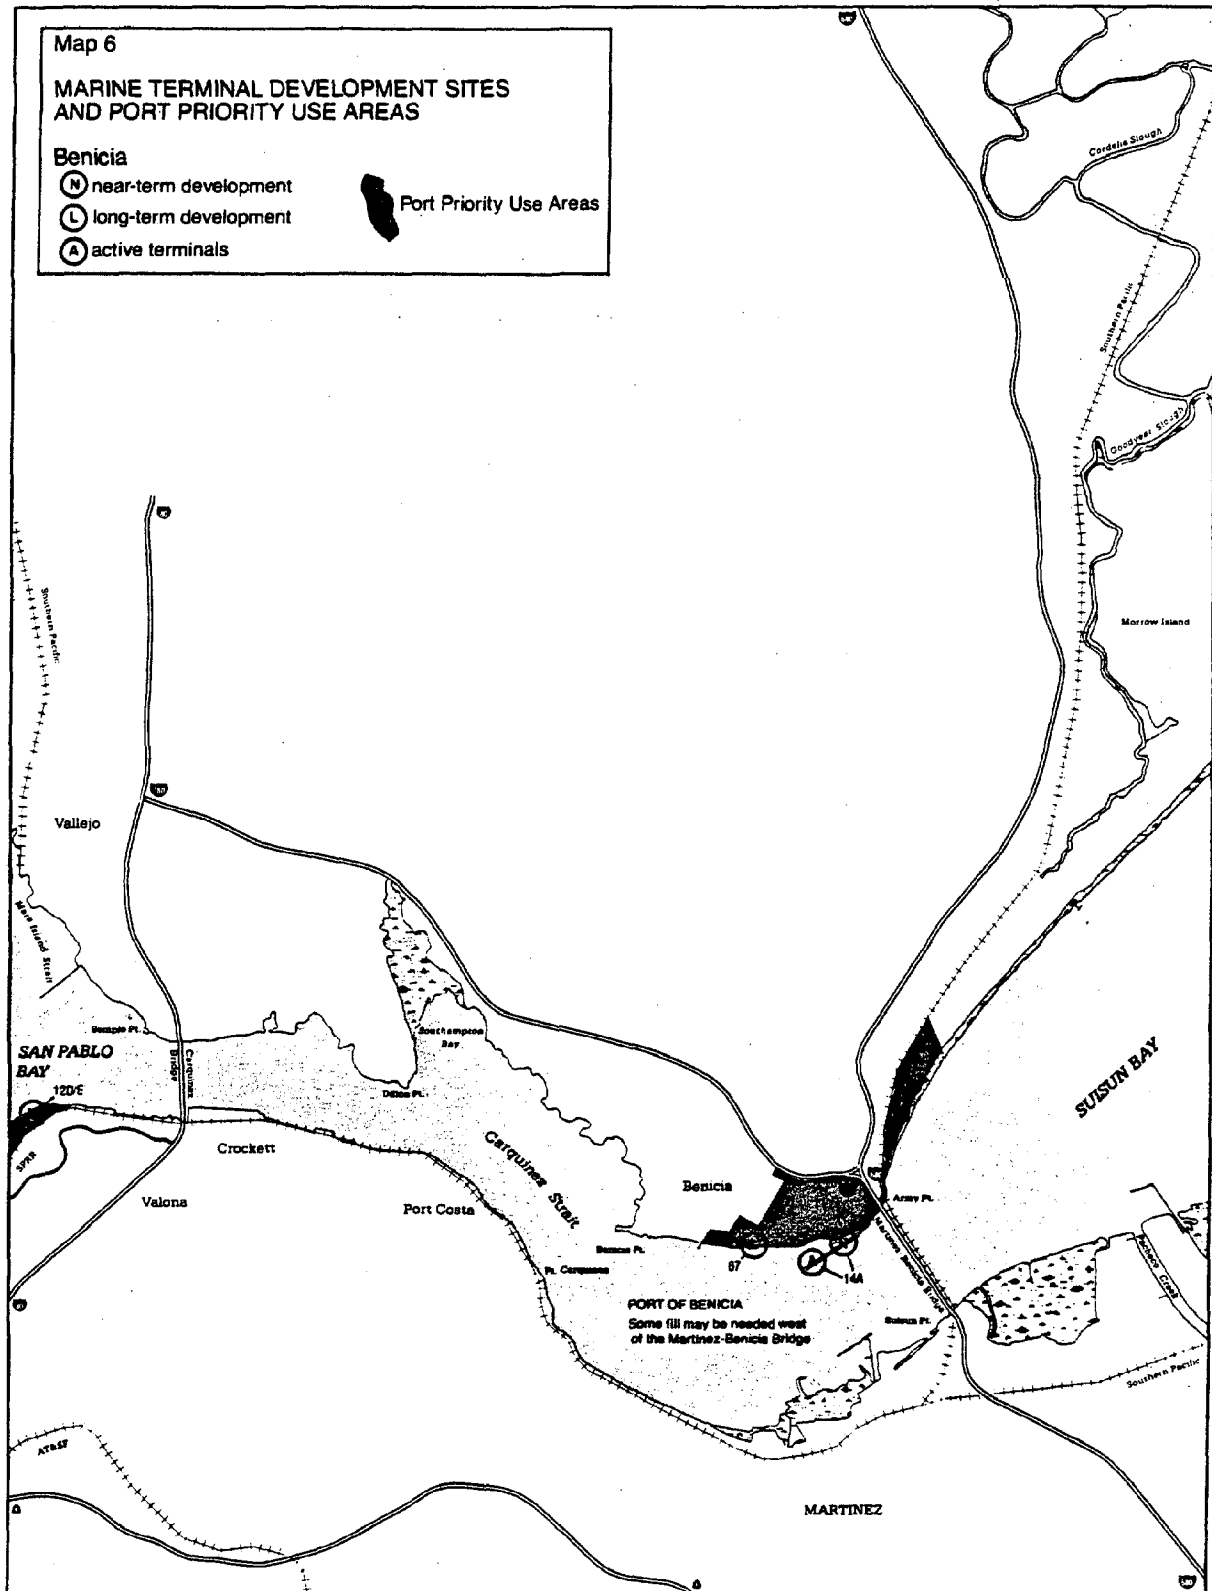 Map 6
MARINE TERMINAL DEVELOPMENT SITES
AND PORT PRIORITY USE AREAS
Benicia
N near-term development
L long-term development
A active terminals
Port Priority Use Areas
Cordelia Slough
Southern Pacific
Goodyear Slough
Morrow Island
Southern Pacific
80
Vallejo
Mare Island Strait
Semple Pt.
SAN PABLO
BAY
Carquinez
Bridge
12D/E
SPRR
Crockett
Valona
Southampton
Bay
Dillon Pt.
Carquinez Strait
Port Costa
Benicia
Benicia Pt.
Pt. Carquinez
67
A
14A
Army Pt.
Martinez Benicia Bridge
SUISUN BAY
PORT OF BENICIA
Some fill may be needed west
of the Martinez-Benicia Bridge
Suisun Pt.
Pacheco Creek
Southern Pacific
AT&SF
MARTINEZ